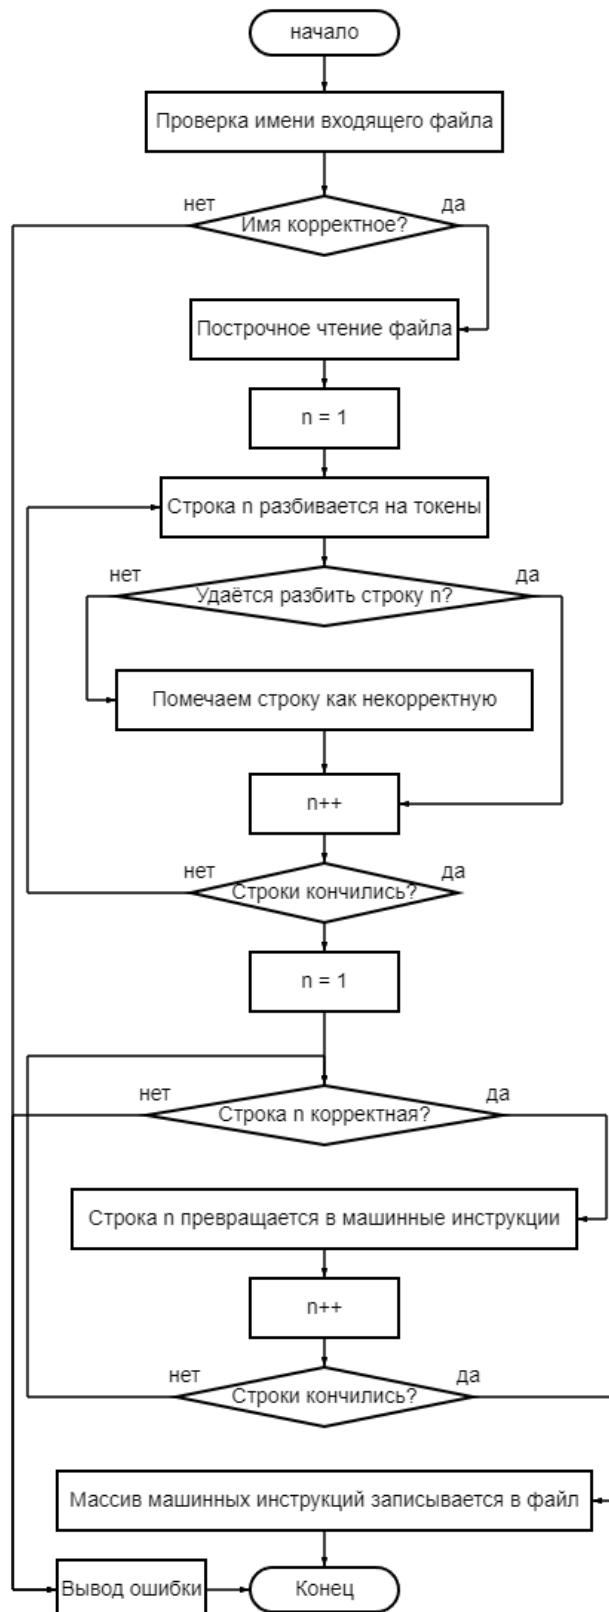 начало
Проверка имени входящего файла
нет
да
Имя корректное?
Построчное чтение файла
n = 1
Строка n разбивается на токены
нет
да
Удаётся разбить строку n?
Помечаем строку как некорректную
n++
нет
да
Строки кончились?
n = 1
нет
да
Строка n корректная?
Строка n превращается в машинные инструкции
n++
нет
да
Строки кончились?
Массив машинных инструкций записывается в файл
Вывод ошибки
Конец